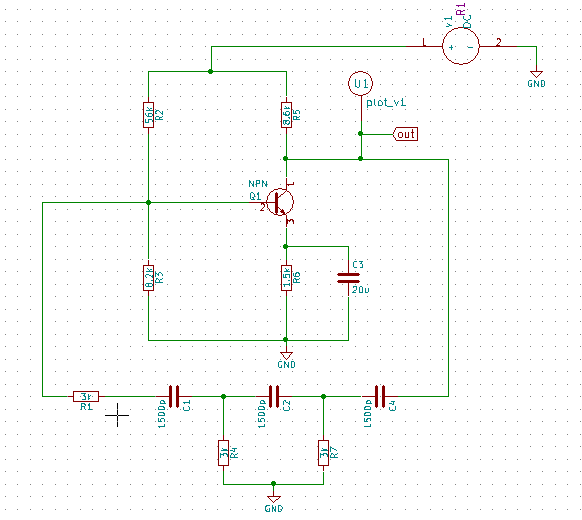 R1
v1
DC
1
+
-
2
GND
U1
plot_v1
out
56k
R2
8.6k
R5
NPN
Q1
1
2
3
8.2k
R3
1.5k
R6
C3
20u
GND
3k
R1
1500p
C1
1500p
C2
1500p
C4
3k
R4
3k
R7
GND